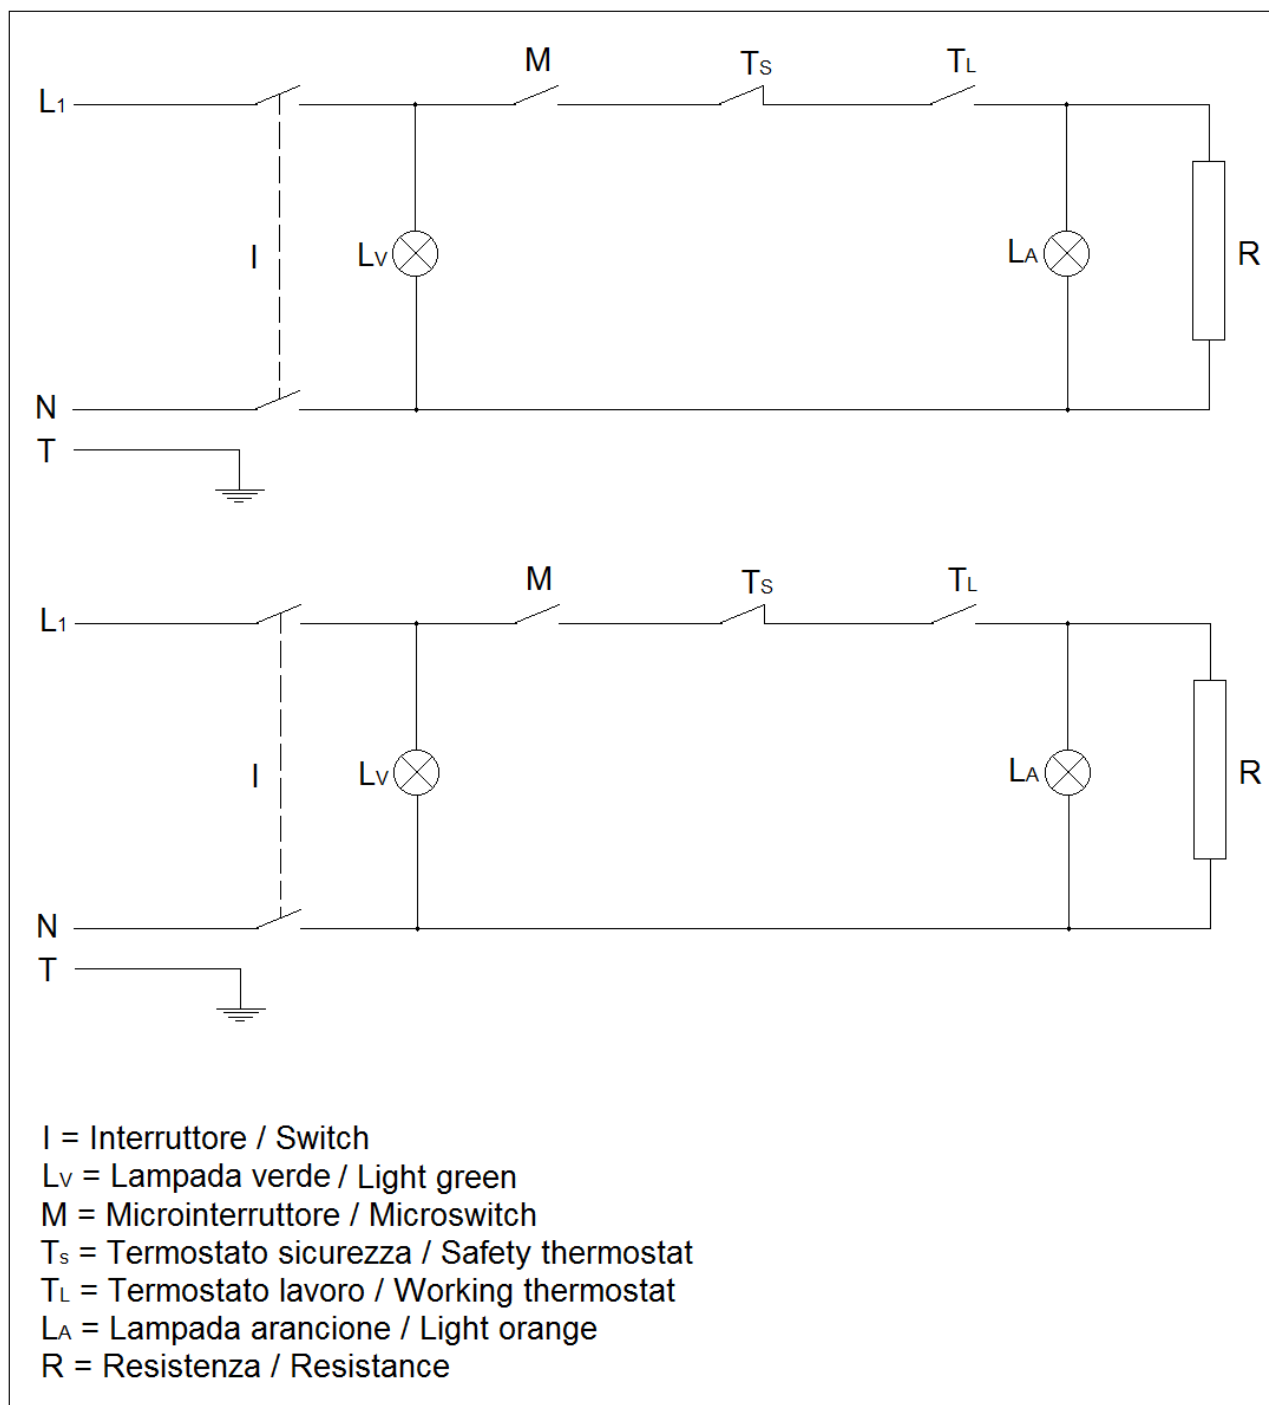 M TS TL
L1
I LV LA R
N
T
M TS TL
L1
I LV LA R
N
T
I = Interruttore / Switch
LV = Lampada verde / Light green
M = Microinterruttore / Microswitch
Ts = Termostato sicurezza / Safety thermostat
TL = Termostato lavoro / Working thermostat
LA = Lampada arancione / Light orange
R = Resistenza / Resistance